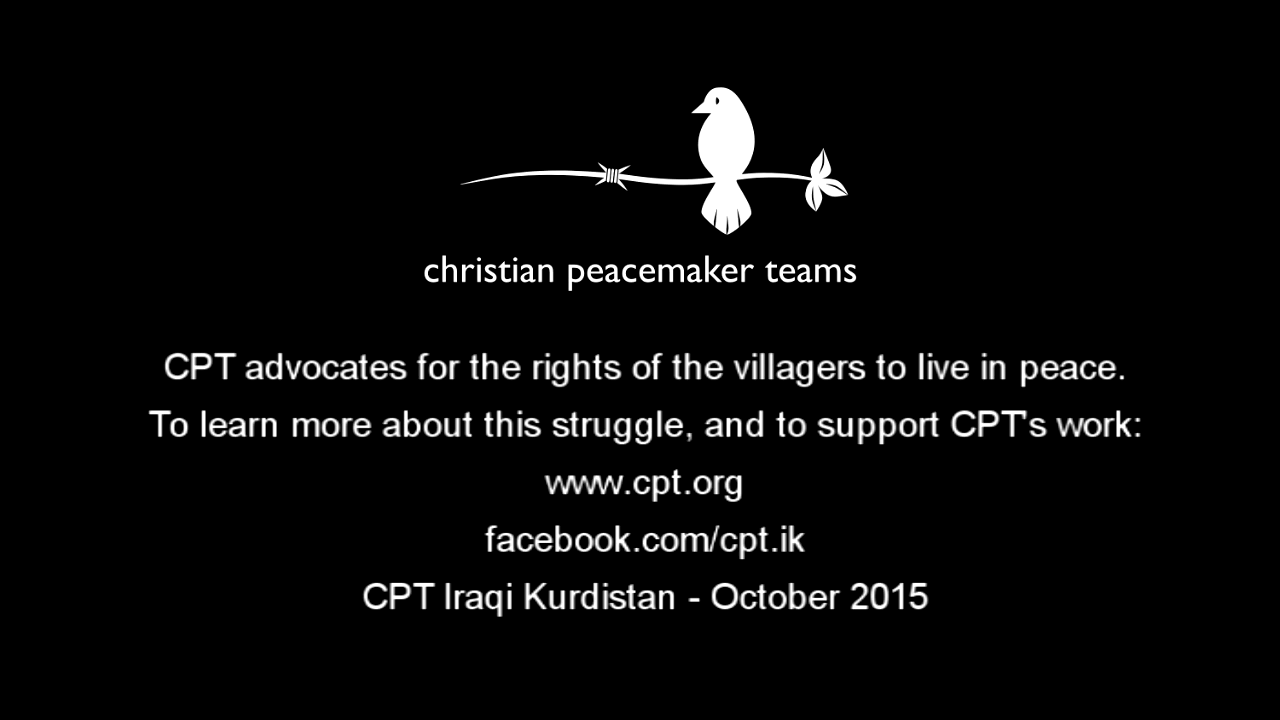 christian peacemaker teams
CPT advocates for the rights of the villagers to live in peace.
To learn more about this struggle, and to support CPT's work:
www.cpt.org
facebook.com/cpt.ik
CPT Iraqi Kurdistan - October 2015